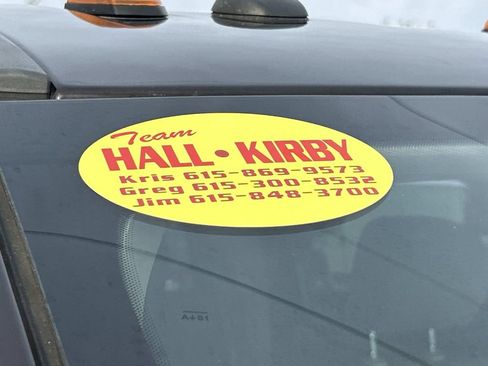 Team
HALL • KIRBY
Kris 615-869-9573
Greg 615-300-8532
Jim 615-848-3700